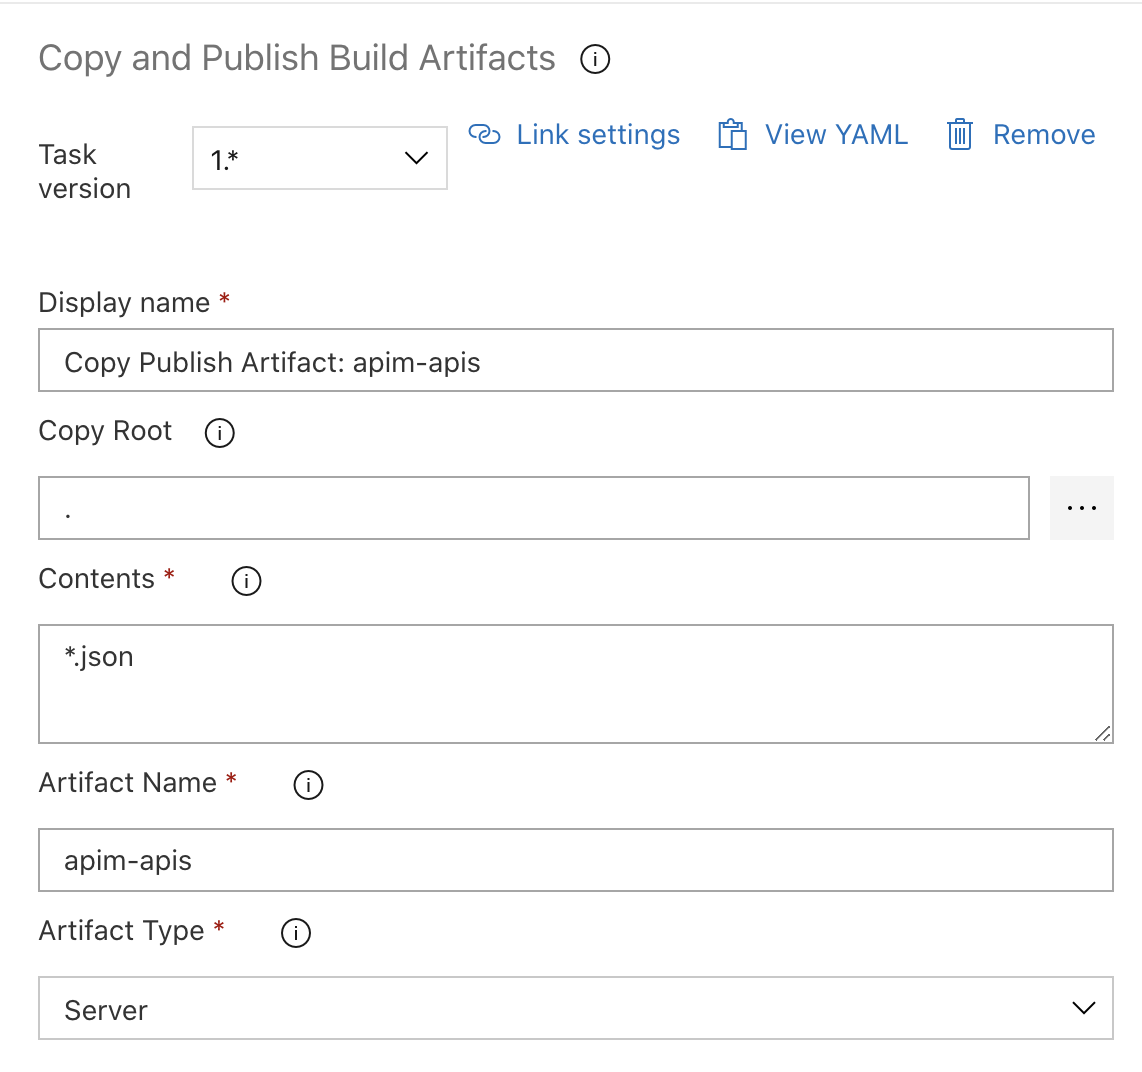 Copy and Publish Build Artifacts
Task version
1.*
Link settings
View YAML
Remove
Display name *
Copy Publish Artifact: apim-apis
Copy Root
.
...
Contents *
*.json
Artifact Name *
apim-apis
Artifact Type *
Server